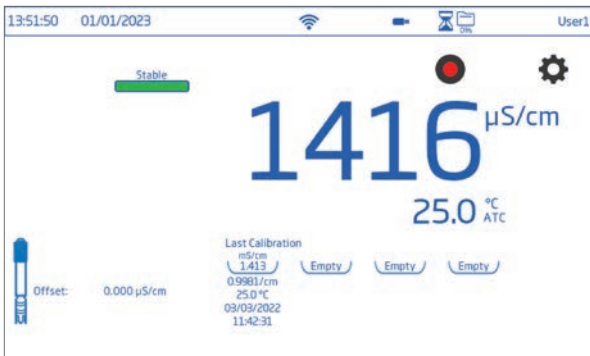 13:51:50 01/01/2023 0% User1
Stable
1416 µS/cm
25.0 °C
ATC
Last Calibration
mS/cm
1.413 Empty Empty Empty
0.9981/cm
Offset: 0.000 µS/cm
25.0 °C
03/03/2022
11:42:31